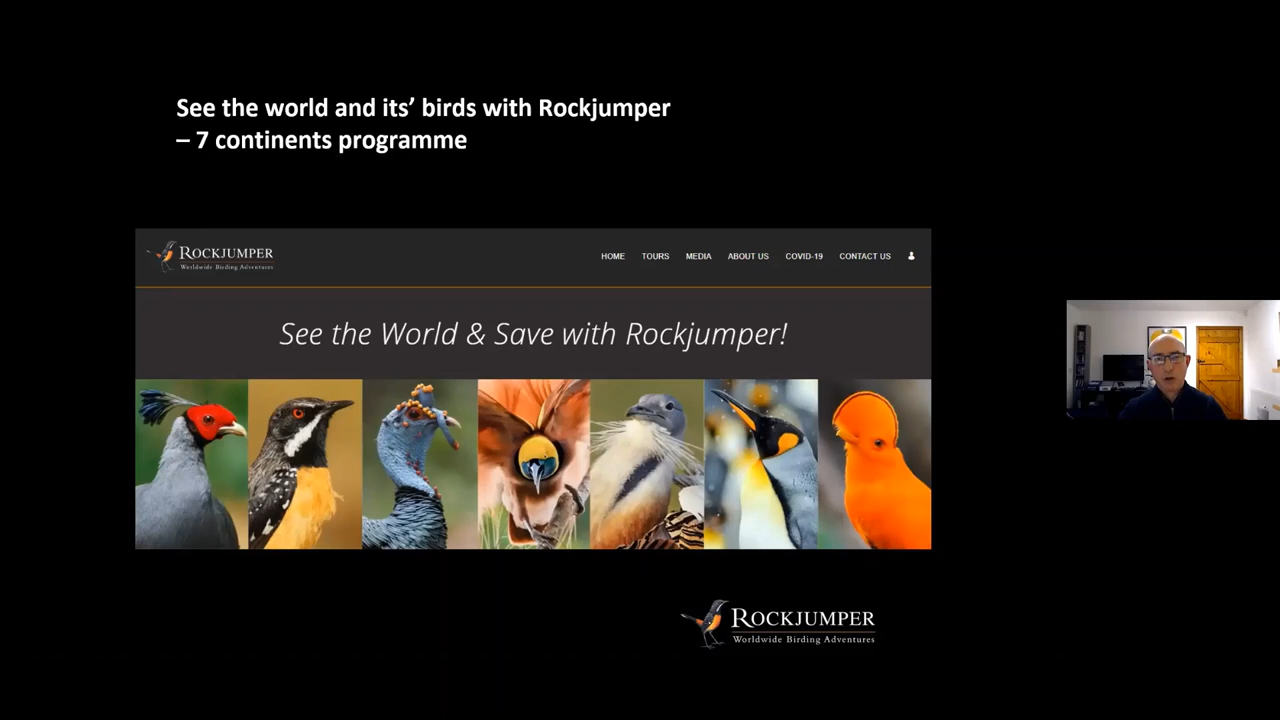 See the world and its’ birds with Rockjumper
– 7 continents programme
ROCKJUMPER
Worldwide Birding Adventures
HOME TOURS MEDIA ABOUT US COVID-19 CONTACT US
See the World & Save with Rockjumper!
ROCKJUMPER
Worldwide Birding Adventures